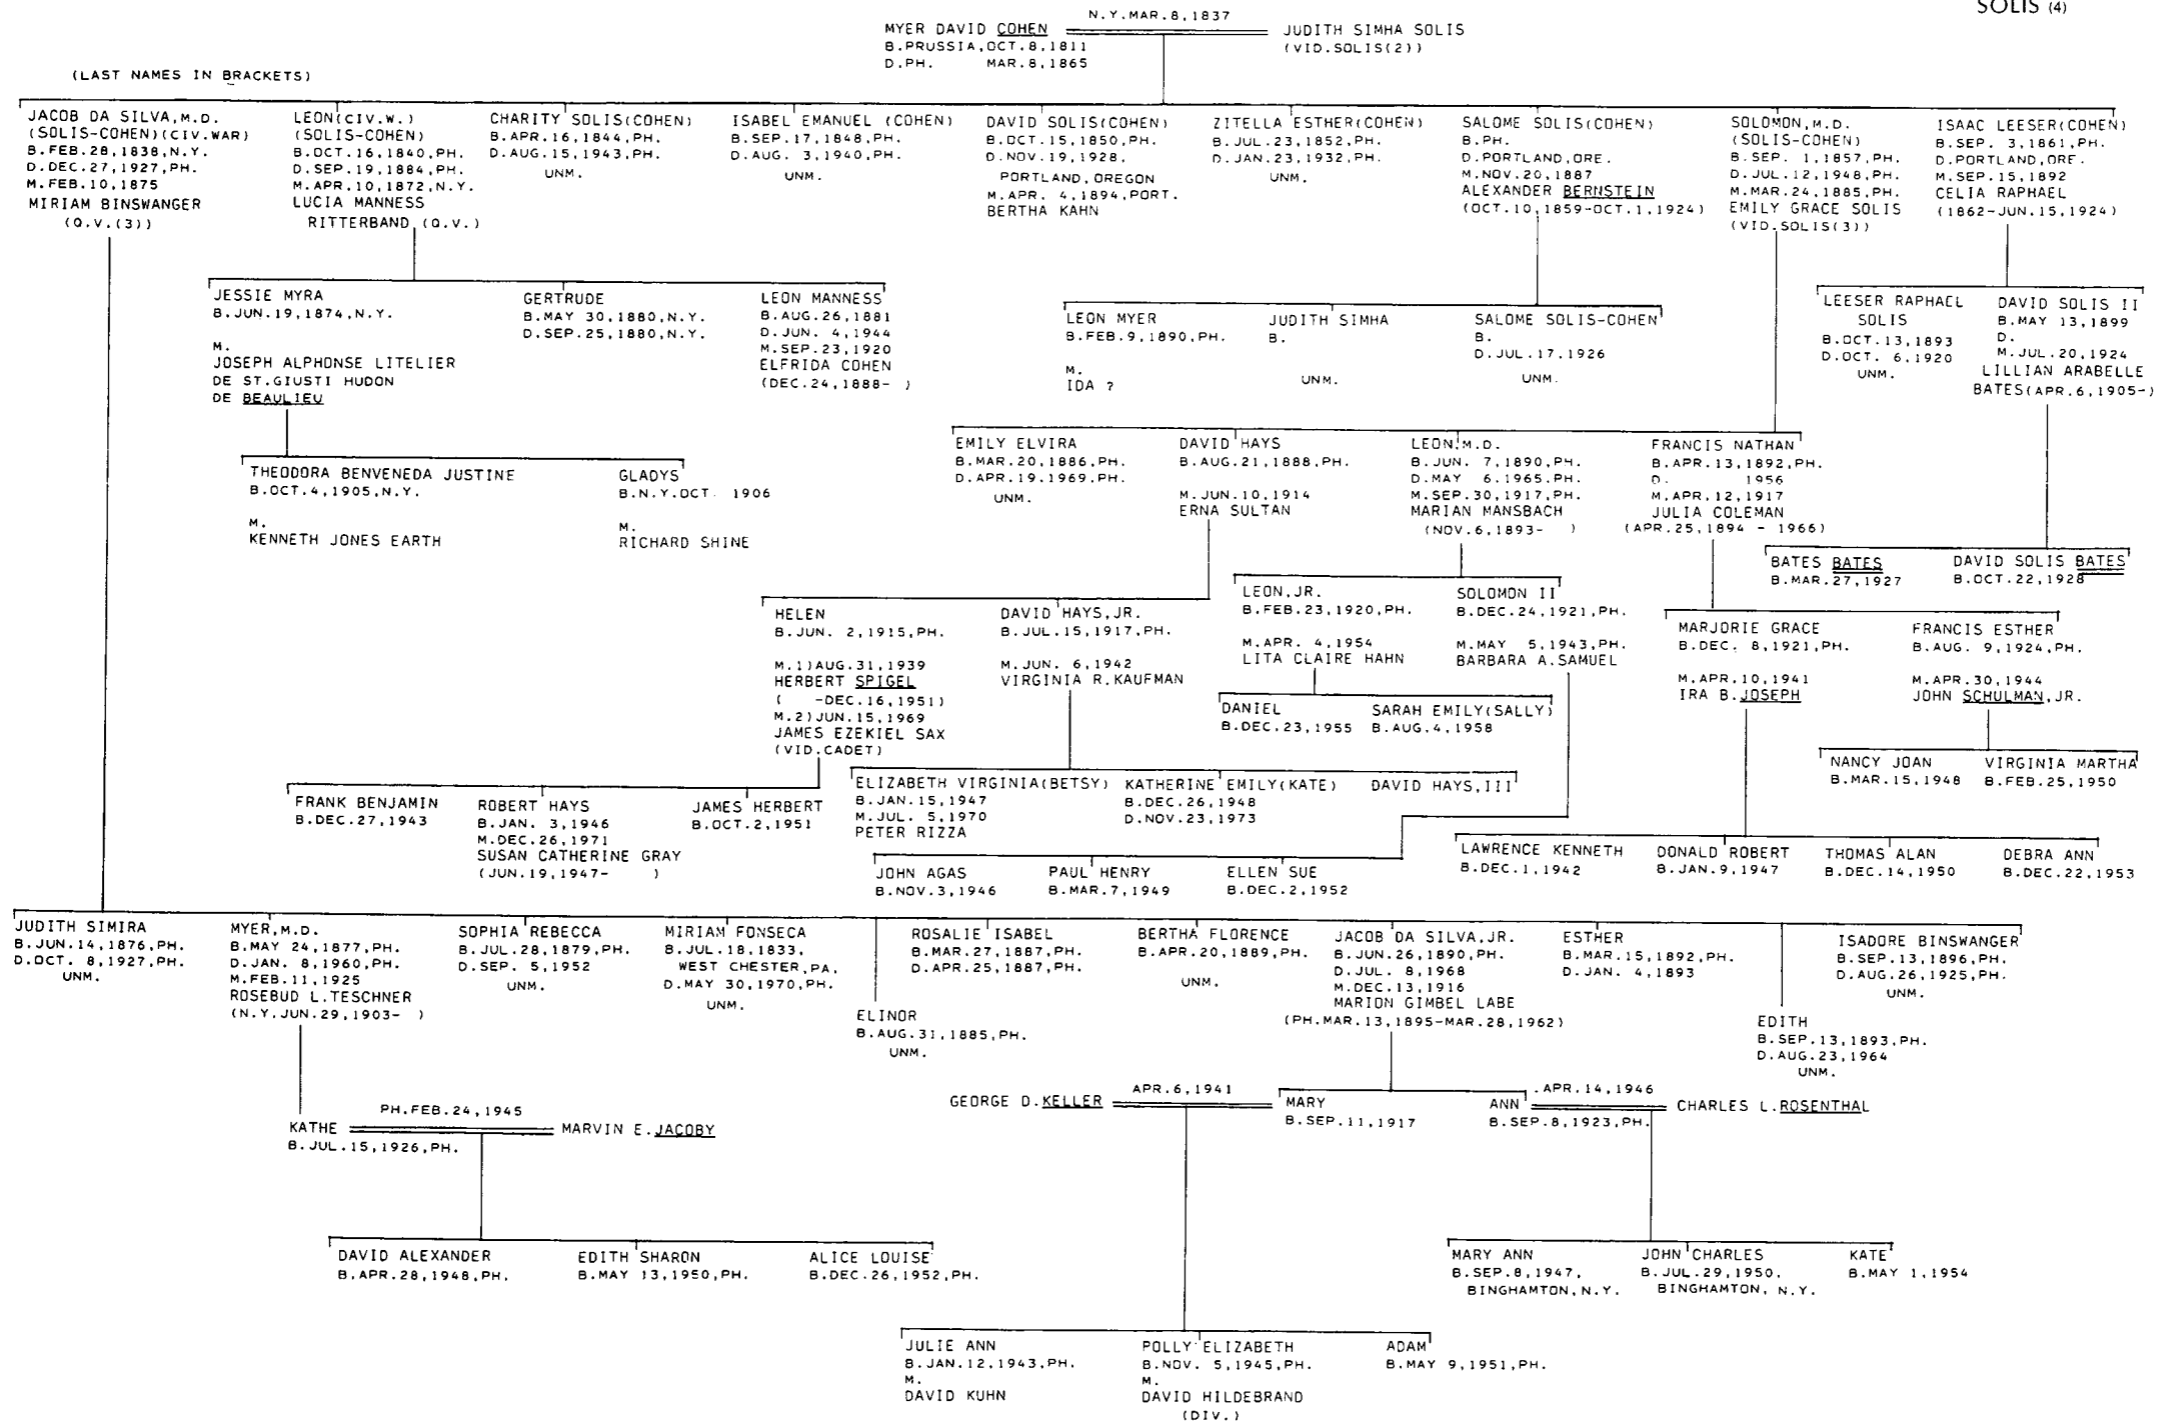 SOLIS (4)
N.Y.MAR.8,1837
MYER DAVID COHEN
B.PRUSSIA,OCT.8,1811
D.PH. MAR.8,1865
JUDITH SIMHA SOLIS
(VID.SOLIS(2))
(LAST NAMES IN BRACKETS)
JACOB DA SILVA,M.D.
(SOLIS-COHEN)(CIV.WAR)
B.FEB.28,1838,N.Y.
D.DEC.27,1927,PH.
M.FEB.10,1875
MIRIAM BINSWANGER
(Q.V.(3))
LEON(CIV.W.)
(SOLIS-COHEN)
B.OCT.16,1840,PH.
D.SEP.19,1884,PH.
M.APR.10,1872,N.Y.
LUCIA MANNESS
RITTERBAND (Q.V.)
CHARITY SOLIS(COHEN)
B.APR.16,1844,PH.
D.AUG.15,1943,PH.
UNM.
ISABEL EMANUEL (COHEN)
B.SEP.17,1848,PH.
D.AUG. 3,1940,PH.
UNM.
DAVID SOLIS(COHEN)
B.OCT.15,1850,PH.
D.NOV.19,1928,
PORTLAND,OREGON
M.APR. 4,1894,PORT.
BERTHA KAHN
ZITELLA ESTHER(COHEN)
B.JUL.23,1852,PH.
D.JAN.23,1932,PH.
UNM.
SALOME SOLIS(COHEN)
B.PH.
D.PORTLAND,ORE.
M.NOV.20,1887
ALEXANDER BERNSTEIN
(OCT.10,1859-OCT.1,1924)
SOLOMON,M.D.
(SOLIS-COHEN)
B.SEP. 1,1857,PH.
D.JUL.12,1948,PH.
M.MAR.24,1885,PH.
EMILY GRACE SOLIS
(VID.SOLIS(3))
ISAAC LEESER(COHEN)
B.SEP. 3,1861,PH.
D.PORTLAND,ORE.
M.SEP.15,1892
CELIA RAPHAEL
(1862-JUN.15,1924)
JESSIE MYRA
B.JUN.19,1874,N.Y.
M.
JOSEPH ALPHONSE LITELIER
DE ST.GIUSTI HUDON
DE BEAULIEU
GERTRUDE
B.MAY 30,1880,N.Y.
D.SEP.25,1880,N.Y.
LEON MANNESS
B.AUG.26,1881
D.JUN. 4,1944
M.SEP.23,1920
ELFRIDA COHEN
(DEC.24,1888- )
LEON MYER
B.FEB.9,1890,PH.
M.
IDA ?
JUDITH SIMHA
B.
UNM.
SALOME SOLIS-COHEN
B.
D.JUL.17,1926
UNM.
LEESER RAPHAEL
SOLIS
B.OCT.13,1893
D.OCT. 6,1920
UNM.
DAVID SOLIS II
B.MAY 13,1899
D.
M.JUL.20,1924
LILLIAN ARABELLE
BATES(APR.6,1905-)
THEODORA BENVENEDA JUSTINE
B.OCT.4,1905,N.Y.
M.
KENNETH JONES EARTH
GLADYS
B.N.Y.OCT. 1906
M.
RICHARD SHINE
EMILY ELVIRA
B.MAR.20,1886,PH.
D.APR.19,1969,PH.
UNM.
DAVID HAYS
B.AUG.21,1888,PH.
M.JUN.10,1914
ERNA SULTAN
LEON,M.D.
B.JUN. 7,1890,PH.
D.MAY 6,1965,PH.
M.SEP.30,1917,PH.
MARIAN MANSBACH
(NOV.6,1893- )
FRANCIS NATHAN
B.APR.13,1892,PH.
D. 1956
M.APR.12,1917
JULIA COLEMAN
(APR.25,1894 - 1966)
BATES BATES
B.MAR.27,1927
DAVID SOLIS BATES
B.OCT.22,1928
HELEN
B.JUN. 2,1915,PH.
M.1)AUG.31,1939
HERBERT SPIGEL
( -DEC.16,1951)
M.2)JUN.15,1969
JAMES EZEKIEL SAX
(VID.CADET)
DAVID HAYS,JR.
B.JUL.15,1917,PH.
M.JUN. 6,1942
VIRGINIA R.KAUFMAN
LEON,JR.
B.FEB.23,1920,PH.
M.APR. 4,1954
LITA CLAIRE HAHN
SOLOMON II
B.DEC.24,1921,PH.
M.MAY 5,1943,PH.
BARBARA A.SAMUEL
MARJORIE GRACE
B.DEC. 8,1921,PH.
M.APR.10,1941
IRA B.JOSEPH
FRANCIS ESTHER
B.AUG. 9,1924,PH.
M.APR.30,1944
JOHN SCHULMAN,JR.
DANIEL
B.DEC.23,1955
SARAH EMILY(SALLY)
B.AUG.4,1958
NANCY JOAN
B.MAR.15,1948
VIRGINIA MARTHA
B.FEB.25,1950
FRANK BENJAMIN
B.DEC.27,1943
ROBERT HAYS
B.JAN. 3,1946
M.DEC.26,1971
SUSAN CATHERINE GRAY
(JUN.19,1947- )
JAMES HERBERT
B.OCT.2,1951
ELIZABETH VIRGINIA(BETSY)
B.JAN.15,1947
M.JUL. 5,1970
PETER RIZZA
KATHERINE EMILY(KATE)
B.DEC.26,1948
D.NOV.23,1973
DAVID HAYS,III
JOHN AGAS
B.NOV.3,1946
PAUL HENRY
B.MAR.7,1949
ELLEN SUE
B.DEC.2,1952
LAWRENCE KENNETH
B.DEC.1,1942
DONALD ROBERT
B.JAN.9,1947
THOMAS ALAN
B.DEC.14,1950
DEBRA ANN
B.DEC.22,1953
JUDITH SIMIRA
B.JUN.14,1876,PH.
D.OCT. 8,1927,PH.
UNM.
MYER,M.D.
B.MAY 24,1877,PH.
D.JAN. 8,1960,PH.
M.FEB.11,1925
ROSEBUD L.TESCHNER
(N.Y.JUN.29,1903- )
SOPHIA REBECCA
B.JUL.28,1879,PH.
D.SEP. 5,1952
UNM.
MIRIAM FONSECA
B.JUL.18,1833,
WEST CHESTER,PA.
D.MAY 30,1970,PH.
UNM.
ELINOR
B.AUG.31,1885,PH.
UNM.
ROSALIE ISABEL
B.MAR.27,1887,PH.
D.APR.25,1887,PH.
BERTHA FLORENCE
B.APR.20,1889,PH.
UNM.
JACOB DA SILVA,JR.
B.JUN.26,1890,PH.
D.JUL. 8,1968
M.DEC.13,1916
MARION GIMBEL LABE
(PH.MAR.13,1895-MAR.28,1962)
ESTHER
B.MAR.15,1892,PH.
D.JAN. 4,1893
EDITH
B.SEP.13,1893,PH.
D.AUG.23,1964
UNM.
ISADORE BINSWANGER
B.SEP.13,1896,PH.
D.AUG.26,1925,PH.
UNM.
PH.FEB.24,1945
KATHE
B.JUL.15,1926,PH.
MARVIN E.JACOBY
APR.6,1941
GEORGE D.KELLER
MARY
B.SEP.11,1917
APR.14,1946
ANN
B.SEP.8,1923,PH.
CHARLES L.ROSENTHAL
DAVID ALEXANDER
B.APR.28,1948,PH.
EDITH SHARON
B.MAY 13,1950,PH.
ALICE LOUISE
B.DEC.26,1952,PH.
MARY ANN
B.SEP.8,1947,
BINGHAMTON,N.Y.
JOHN CHARLES
B.JUL.29,1950,
BINGHAMTON, N.Y.
KATE
B.MAY 1,1954
JULIE ANN
B.JAN.12,1943,PH.
M.
DAVID KUHN
POLLY ELIZABETH
B.NOV. 5,1945,PH.
M.
DAVID HILDEBRAND
(DIV.)
ADAM
B.MAY 9,1951,PH.